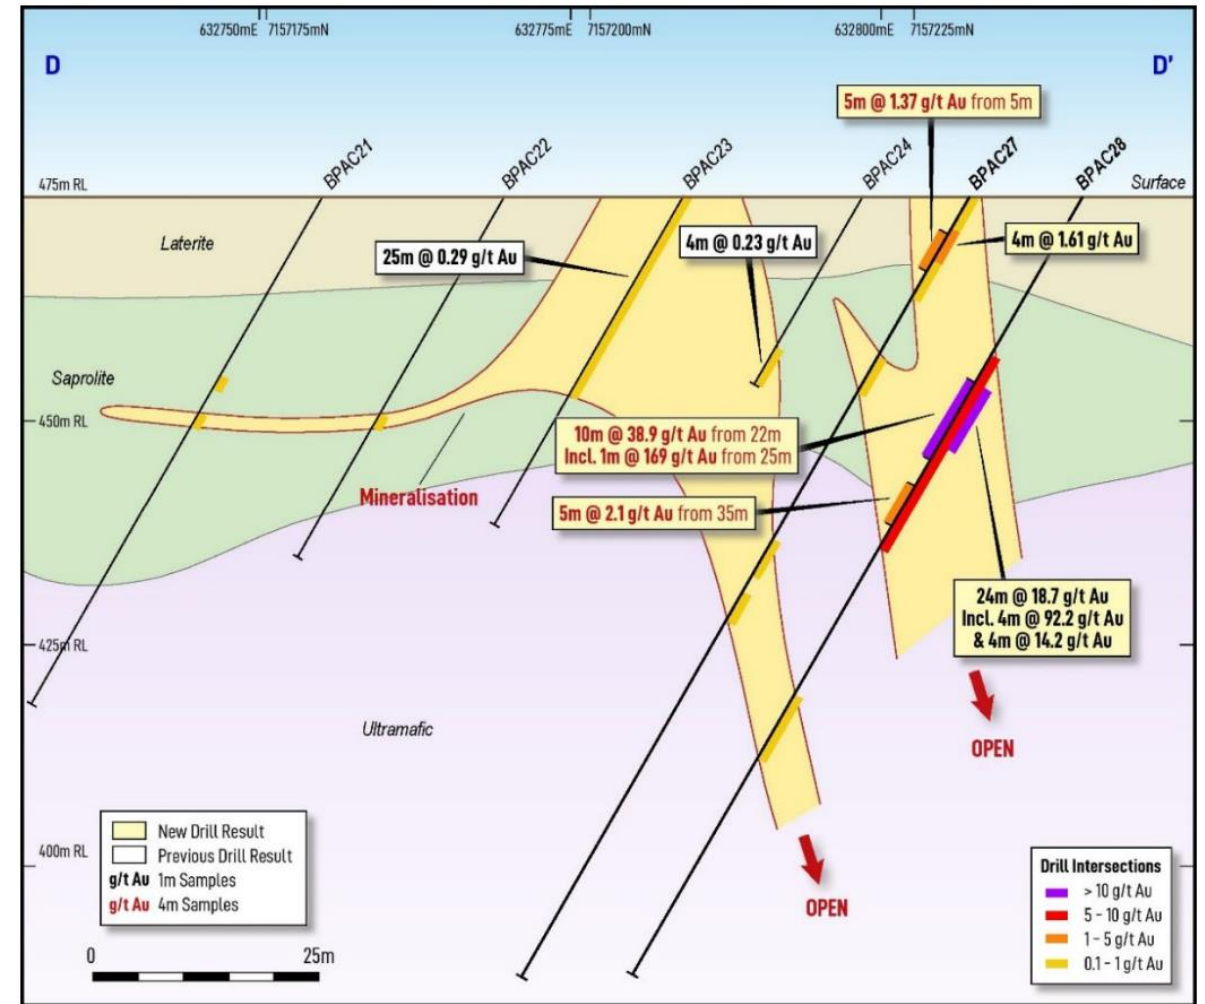 632750mE 7157175mN
632775mE 7157200mN
632800mE 7157225mN
D
D'
5m @ 1.37 g/t Au from 5m
BPAC21
BPAC22
BPAC23
BPAC24
BPAC27
BPAC28
475m RL
Surface
Laterite
25m @ 0.29 g/t Au
4m @ 0.23 g/t Au
4m @ 1.61 g/t Au
Saprolite
450m RL
10m @ 38.9 g/t Au from 22m
Incl. 1m @ 169 g/t Au from 25m
Mineralisation
5m @ 2.1 g/t Au from 35m
24m @ 18.7 g/t Au
Incl. 4m @ 92.2 g/t Au
& 4m @ 14.2 g/t Au
425m RL
Ultramafic
OPEN
OPEN
400m RL
New Drill Result
Previous Drill Result
g/t Au 1m Samples
g/t Au 4m Samples
0 25m
Drill Intersections
> 10 g/t Au
5 - 10 g/t Au
1 - 5 g/t Au
0.1 - 1 g/t Au